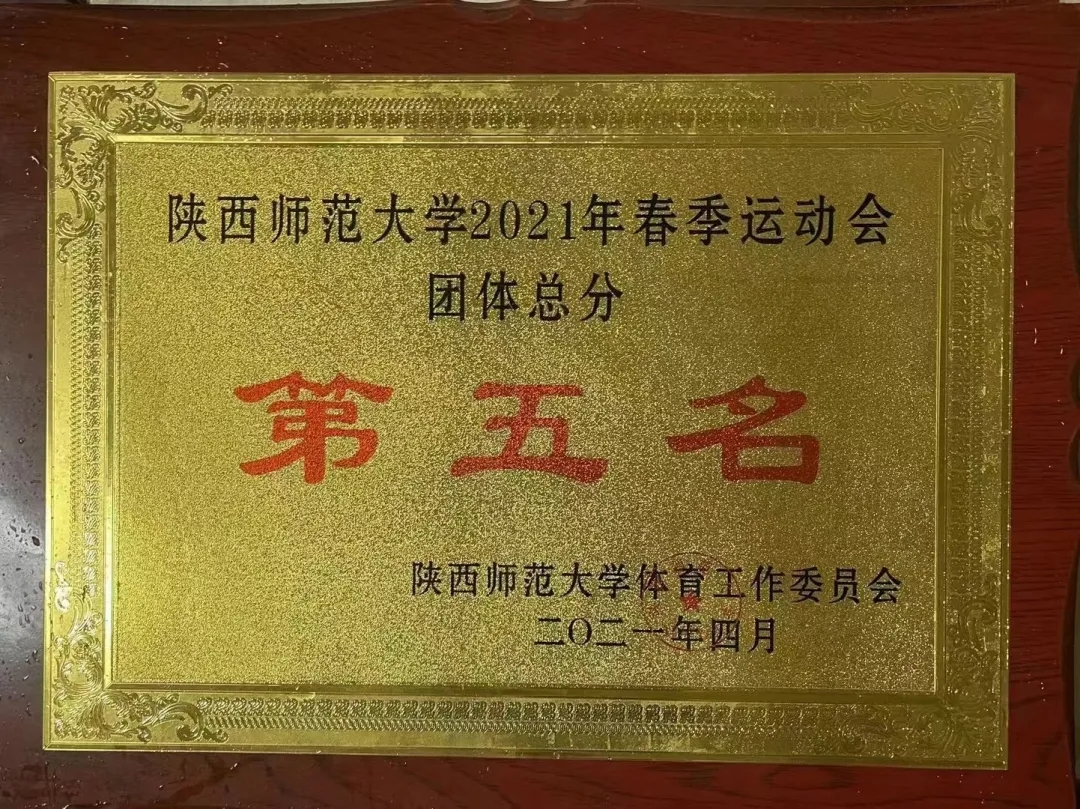 陕西师范大学2021年春季运动会
团体总分
第五名
陕西师范大学体育工作委员会
二〇二一年四月